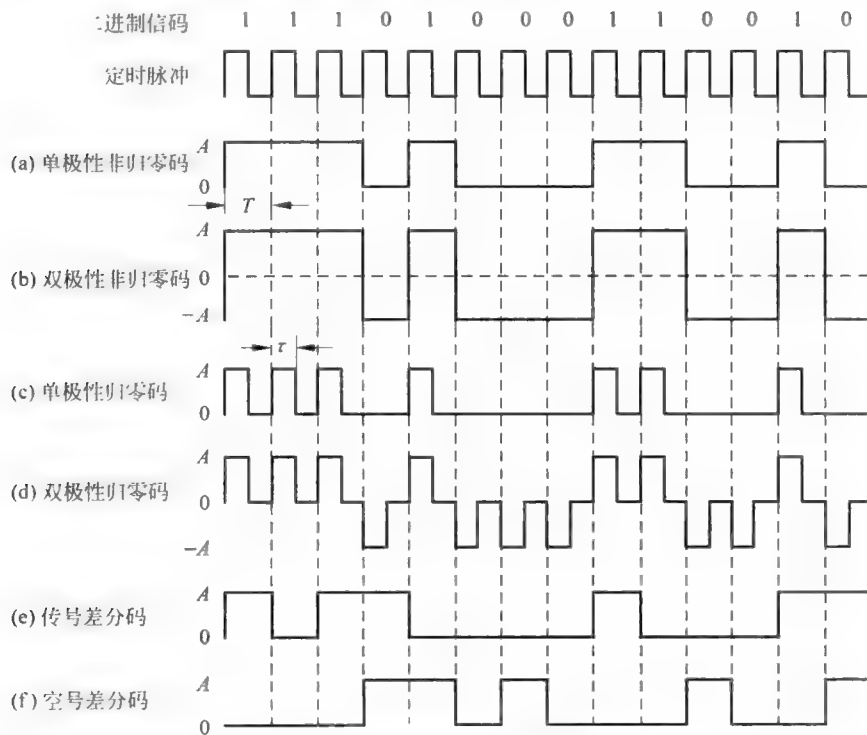 二进制信码 1 1 1 0 1 0 0 0 1 1 0 0 1 0
定时脉冲
(a) 单极性非归零码 A 0
T
(b) 双极性非归零码 A 0 −A
τ
(c) 单极性归零码 A 0
(d) 双极性归零码 A 0 −A
(e) 传号差分码 A 0
(f) 空号差分码 A 0